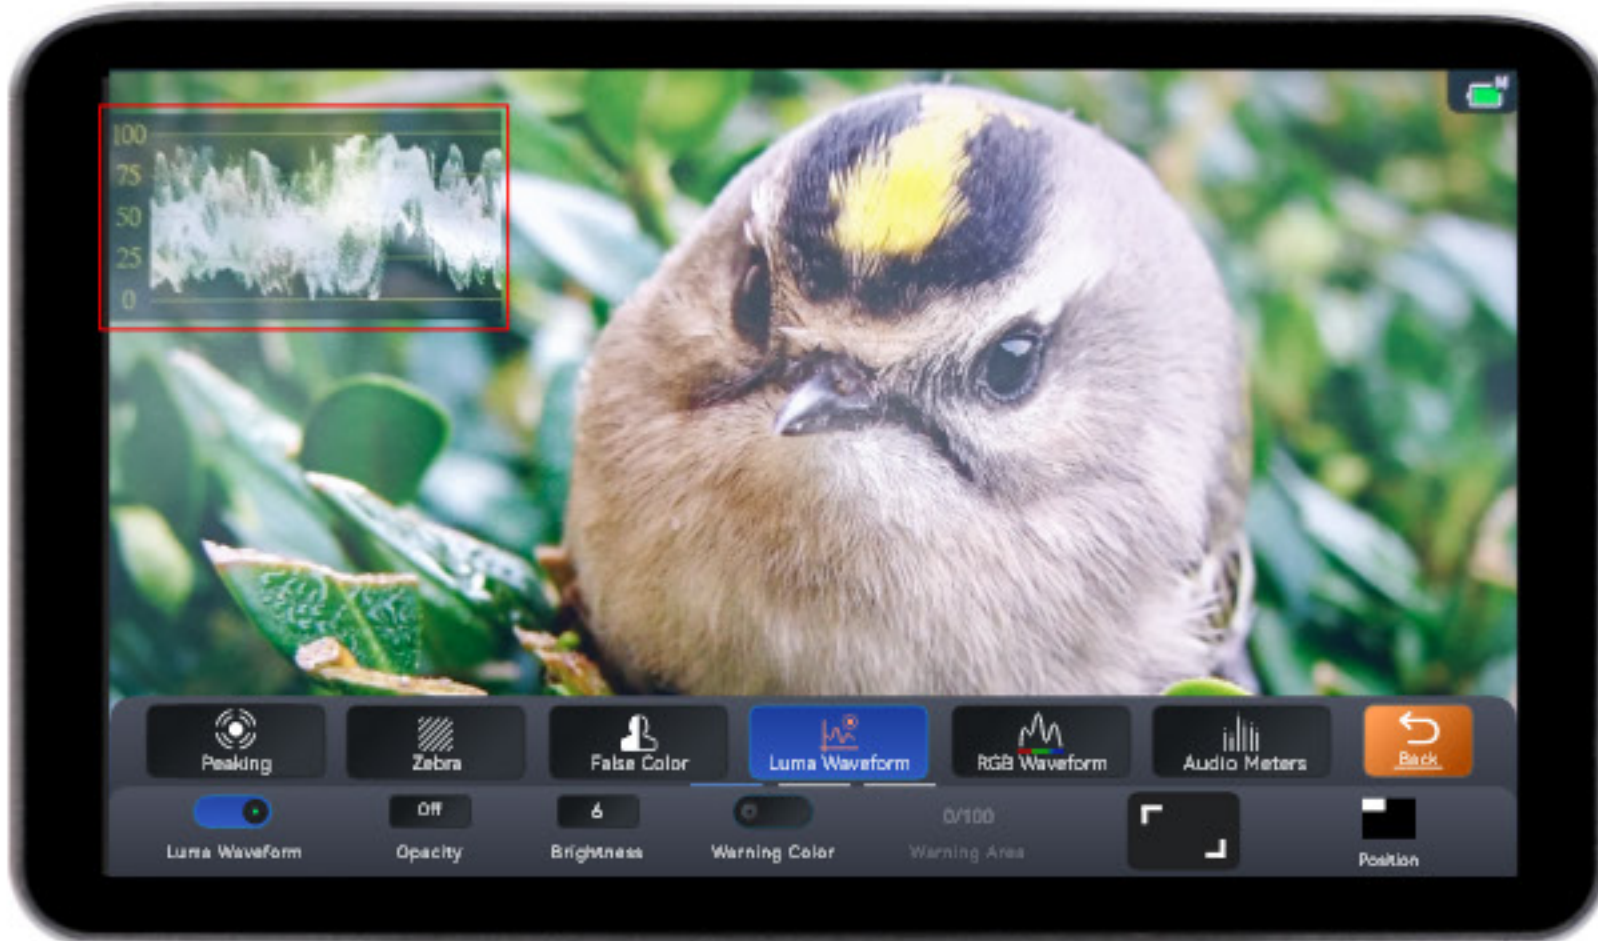 M
100
75
50
25
0
Peaking
Zebra
False Color
Luma Waveform
RGB Waveform
Audio Meters
Back
Off
6
0/100
Luma Waveform
Opacity
Brightness
Warning Color
Warning Area
Position